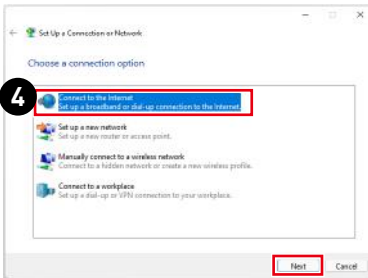 Set Up a Connection or Network
Choose a connection option
4
Connect to the Internet
Set up a broadband or dial-up connection to the Internet.
Set up a new network
Set up a new router or access point.
Manually connect to a wireless network
Connect to a hidden network or create a new wireless profile.
Connect to a workplace
Set up a dial-up or VPN connection to your workplace.
Next
Cancel